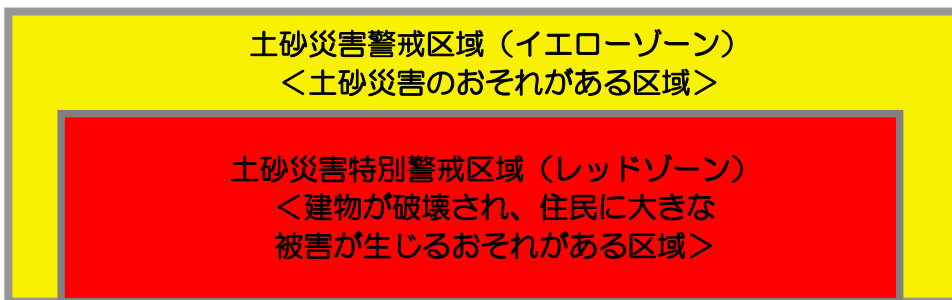 土砂災害警戒区域（イエローゾーン）
＜土砂災害のおそれがある区域＞
土砂災害特別警戒区域（レッドゾーン）
＜建物が破壊され、住民に大きな
被害が生じるおそれがある区域＞